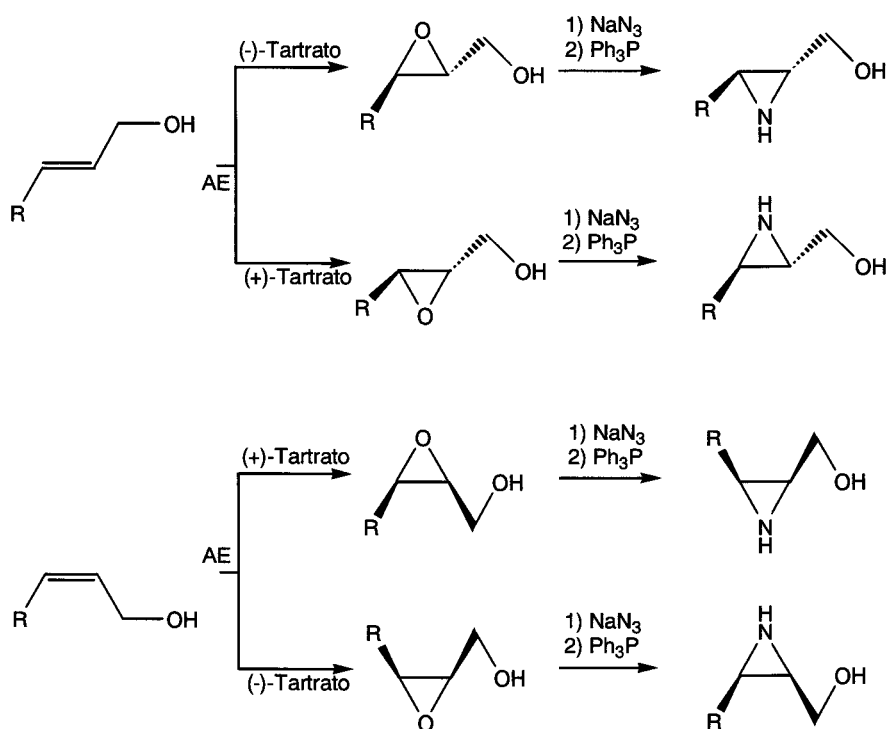 (-)-Tartrato
O
OH
R
1) NaN3
2) Ph3P
R
N
H
OH
R
OH
AE
(+)-Tartrato
R
O
OH
1) NaN3
2) Ph3P
H
N
R
OH
(+)-Tartrato
O
R
OH
1) NaN3
2) Ph3P
R
N
H
OH
R
OH
AE
(-)-Tartrato
R
O
OH
1) NaN3
2) Ph3P
H
N
R
OH